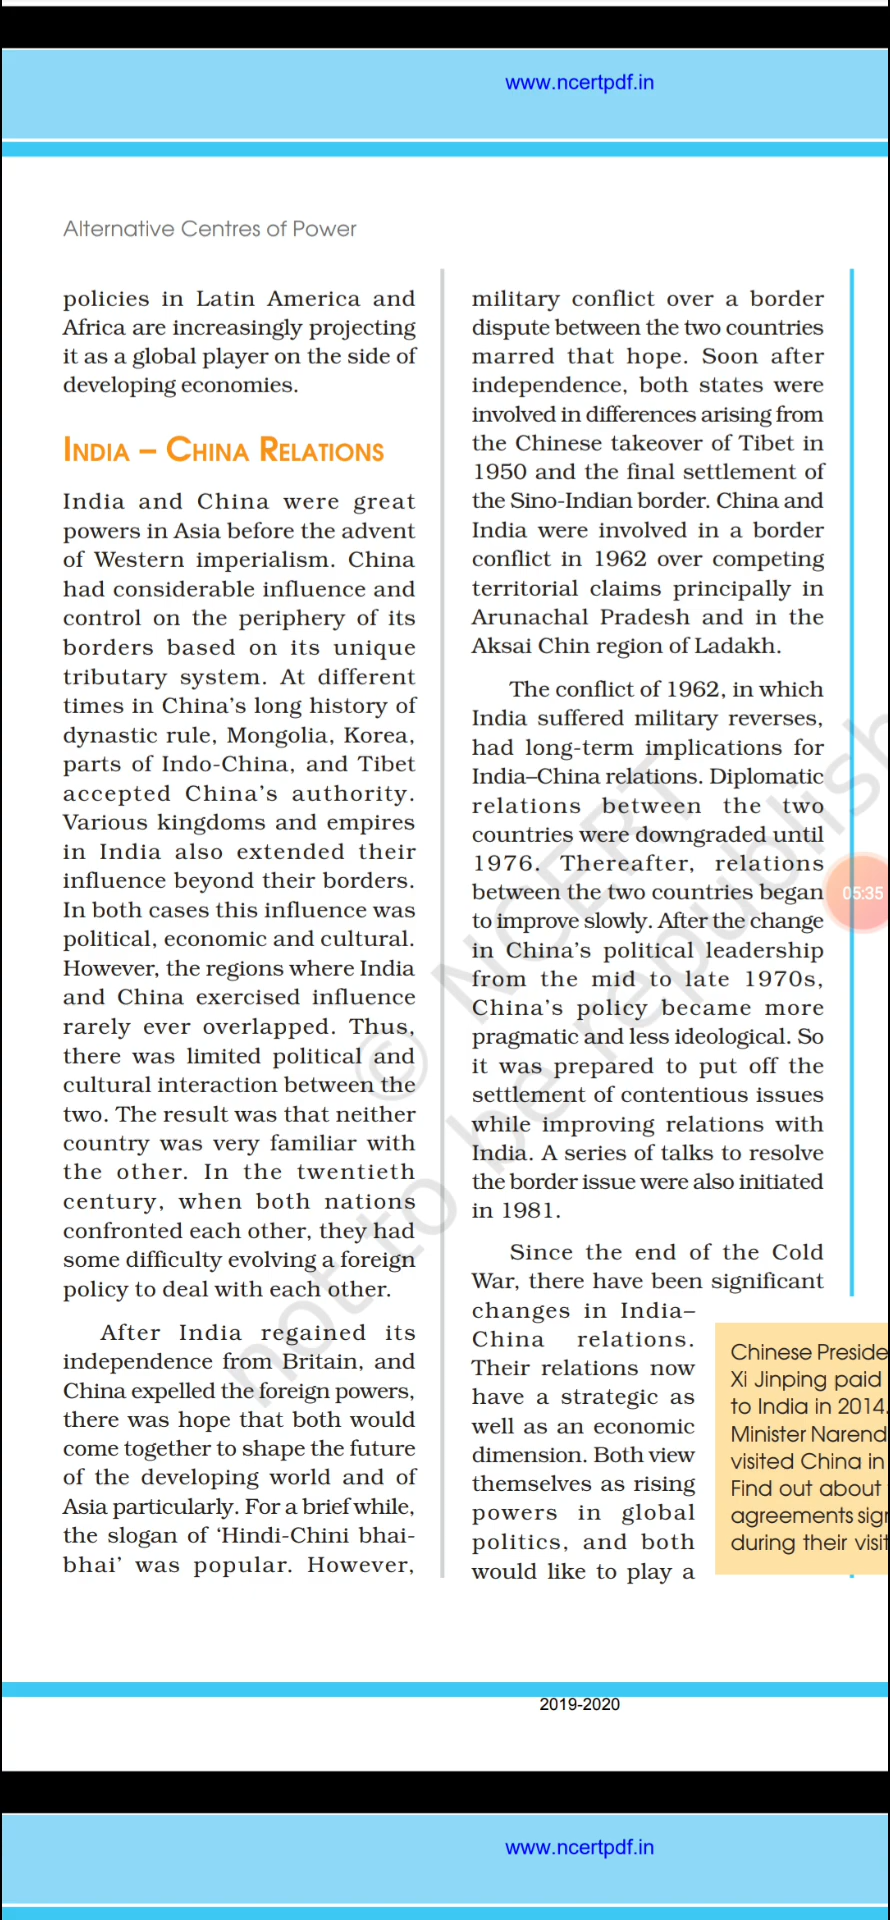 www.ncertpdf.in
Alternative Centres of Power
policies in Latin America and
Africa are increasingly projecting
it as a global player on the side of
developing economies.
INDIA – CHINA RELATIONS
India and China were great
powers in Asia before the advent
of Western imperialism. China
had considerable influence and
control on the periphery of its
borders based on its unique
tributary system. At different
times in China's long history of
dynastic rule, Mongolia, Korea,
parts of Indo-China, and Tibet
accepted China's authority.
Various kingdoms and empires
in India also extended their
influence beyond their borders.
In both cases this influence was
political, economic and cultural.
However, the regions where India
and China exercised influence
rarely ever overlapped. Thus,
there was limited political and
cultural interaction between the
two. The result was that neither
country was very familiar with
the other. In the twentieth
century, when both nations
confronted each other, they had
some difficulty evolving a foreign
policy to deal with each other.
After India regained its
independence from Britain, and
China expelled the foreign powers,
there was hope that both would
come together to shape the future
of the developing world and of
Asia particularly. For a brief while,
the slogan of 'Hindi-Chini bhai-
bhai' was popular. However,
military conflict over a border
dispute between the two countries
marred that hope. Soon after
independence, both states were
involved in differences arising from
the Chinese takeover of Tibet in
1950 and the final settlement of
the Sino-Indian border. China and
India were involved in a border
conflict in 1962 over competing
territorial claims principally in
Arunachal Pradesh and in the
Aksai Chin region of Ladakh.
The conflict of 1962, in which
India suffered military reverses,
had long-term implications for
India–China relations. Diplomatic
relations between the two
countries were downgraded until
1976. Thereafter, relations
between the two countries began
to improve slowly. After the change
in China's political leadership
from the mid to late 1970s,
China's policy became more
pragmatic and less ideological. So
it was prepared to put off the
settlement of contentious issues
while improving relations with
India. A series of talks to resolve
the border issue were also initiated
in 1981.
Since the end of the Cold
War, there have been significant
changes in India–
China relations.
Their relations now
have a strategic as
well as an economic
dimension. Both view
themselves as rising
powers in global
politics, and both
would like to play a
Chinese Preside
Xi Jinping paid
to India in 2014.
Minister Narend
visited China in
Find out about
agreements sig
during their visit
05:35
© NCERT
not to be republish
2019-2020
www.ncertpdf.in